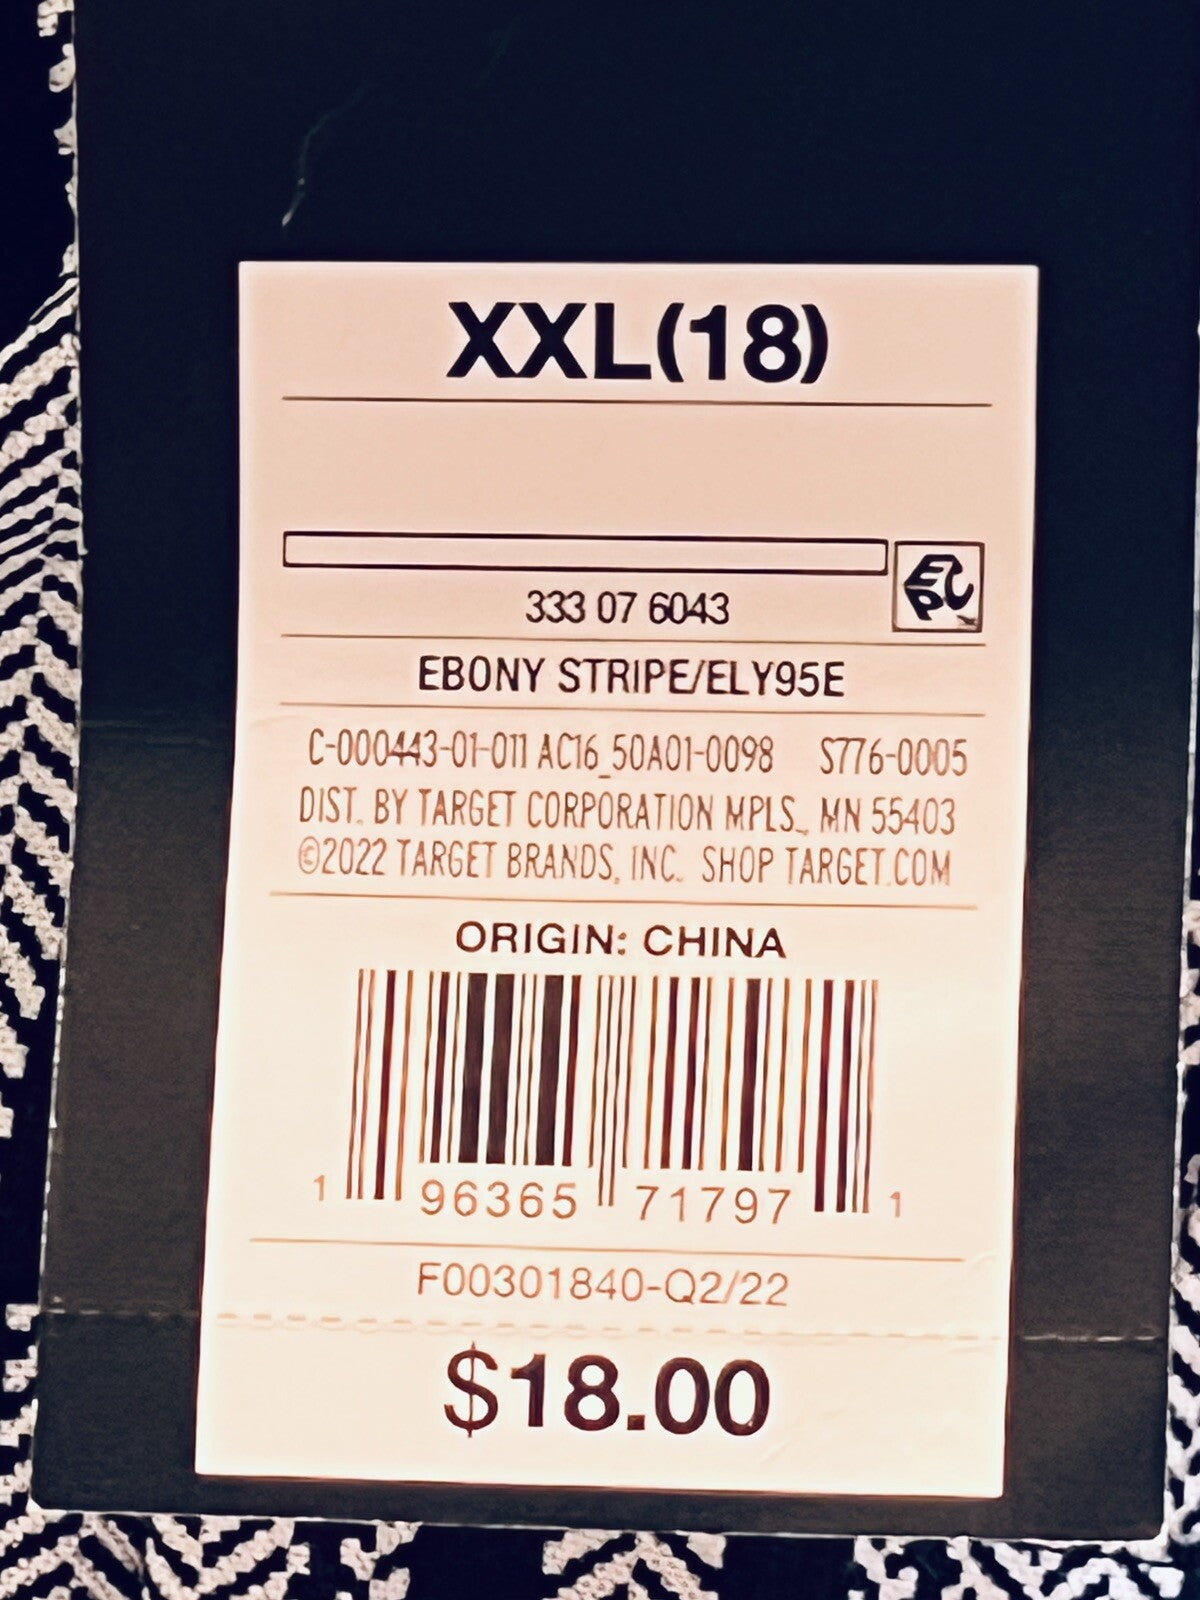 XXL(18)
EPC
333 07 6043
EBONY STRIPE/ELY95E
C-000443-01-011 AC16_50A01-0098 S776-0005
DIST. BY TARGET CORPORATION MPLS., MN 55403
©2022 TARGET BRANDS, INC. SHOP TARGET.COM
ORIGIN: CHINA
1 96365 71797 1
F00301840-Q2/22
$18.00